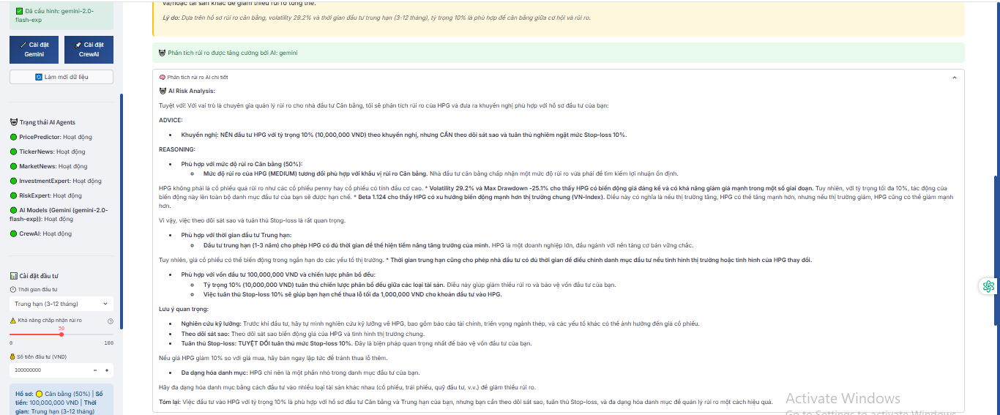 ✅ Đã cấu hình: gemini-2.0-
flash-exp
Cài đặt
Gemini
Cài đặt
CrewAI
Làm mới dữ liệu
Trạng thái AI Agents
PricePredictor: Hoạt động
TickerNews: Hoạt động
MarketNews: Hoạt động
InvestmentExpert: Hoạt động
RiskExpert: Hoạt động
AI Models (Gemini (gemini-2.0-
flash-exp)): Hoạt động
CrewAI: Hoạt động
Cài đặt đầu tư
Thời gian đầu tư
Trung hạn (3-12 tháng)
Khả năng chấp nhận rủi ro
50
0 100
Số tiền đầu tư (VND)
100000000 - +
Hồ sơ: Cân bằng (50%) | Số
tiền: 100,000,000 VND | Thời
gian: Trung hạn (3-12 tháng)
và/hoặc tài sản khác để giảm thiểu rủi ro tổng thể.
Lý do: Dựa trên hồ sơ rủi ro cân bằng, volatility 29.2% và thời gian đầu tư trung hạn (3-12 tháng), tỷ trọng 10% là phù hợp để cân bằng giữa cơ hội và rủi ro.
Phân tích rủi ro được tăng cường bởi AI: gemini
Phân tích rủi ro AI chi tiết
AI Risk Analysis:
Tuyệt vời! Với vai trò là chuyên gia quản lý rủi ro cho nhà đầu tư Cân bằng, tôi sẽ phân tích rủi ro của HPG và đưa ra khuyến nghị phù hợp với hồ sơ đầu tư của bạn:
ADVICE:
• Khuyến nghị: NÊN đầu tư HPG với tỷ trọng 10% (10,000,000 VND) theo khuyến nghị, nhưng CẦN theo dõi sát sao và tuân thủ nghiêm ngặt mức Stop-loss 10%.
REASONING:
• Phù hợp với mức độ rủi ro Cân bằng (50%):
○ Mức độ rủi ro của HPG (MEDIUM) tương đối phù hợp với khẩu vị rủi ro Cân bằng. Nhà đầu tư cân bằng chấp nhận một mức độ rủi ro vừa phải để tìm kiếm lợi nhuận ổn định.
HPG không phải là cổ phiếu quá rủi ro như các cổ phiếu penny hay cổ phiếu có tính đầu cơ cao. * Volatility 29.2% và Max Drawdown -25.1% cho thấy HPG có biến động giá đáng kể và có khả năng giảm giá mạnh trong một số giai đoạn. Tuy nhiên, với tỷ trọng tối đa 10%, tác động của
biến động này lên toàn bộ danh mục đầu tư của bạn sẽ được hạn chế. * Beta 1.124 cho thấy HPG có xu hướng biến động mạnh hơn thị trường chung (VN-Index). Điều này có nghĩa là nếu thị trường tăng, HPG có thể tăng mạnh hơn, nhưng nếu thị trường giảm, HPG cũng có thể giảm mạnh
hơn.
Vì vậy, việc theo dõi sát sao và tuân thủ Stop-loss là rất quan trọng.
• Phù hợp với thời gian đầu tư Trung hạn:
○ Đầu tư trung hạn (1-3 năm) cho phép HPG có đủ thời gian để thể hiện tiềm năng tăng trưởng của mình. HPG là một doanh nghiệp lớn, đầu ngành với nền tảng cơ bản vững chắc.
Tuy nhiên, giá cổ phiếu có thể biến động trong ngắn hạn do các yếu tố thị trường. * Thời gian trung hạn cũng cho phép nhà đầu tư có đủ thời gian để điều chỉnh danh mục đầu tư nếu tình hình thị trường hoặc tình hình của HPG thay đổi.
• Phù hợp với vốn đầu tư 100,000,000 VND và chiến lược phân bổ đều:
○ Tỷ trọng 10% (10,000,000 VND) tuân thủ chiến lược phân bổ đều giữa các loại tài sản. Điều này giúp giảm thiểu rủi ro và bảo vệ vốn đầu tư của bạn.
○ Việc tuân thủ Stop-loss 10% sẽ giúp bạn hạn chế thua lỗ tối đa 1,000,000 VND cho khoản đầu tư vào HPG.
Lưu ý quan trọng:
• Nghiên cứu kỹ lưỡng: Trước khi đầu tư, hãy tự mình nghiên cứu kỹ lưỡng về HPG, bao gồm báo cáo tài chính, triển vọng ngành thép, và các yếu tố khác có thể ảnh hưởng đến giá cổ phiếu.
• Theo dõi sát sao: Theo dõi sát sao biến động giá của HPG và tình hình thị trường chung.
• Tuân thủ Stop-loss: TUYỆT ĐỐI tuân thủ mức Stop-loss 10%. Đây là biện pháp quan trọng nhất để bảo vệ vốn đầu tư của bạn.
Nếu giá HPG giảm 10% so với giá mua, hãy bán ngay lập tức để tránh thua lỗ thêm.
• Đa dạng hóa danh mục: HPG chỉ nên là một phần nhỏ trong danh mục đầu tư của bạn.
Hãy đa dạng hóa danh mục bằng cách đầu tư vào nhiều loại tài sản khác nhau (cổ phiếu, trái phiếu, quỹ đầu tư, v.v.) để giảm thiểu rủi ro.
Tóm lại: Việc đầu tư vào HPG với tỷ trọng 10% là phù hợp với hồ sơ đầu tư Cân bằng và Trung hạn của bạn, nhưng bạn cần theo dõi sát sao, tuân thủ Stop-loss, và đa dạng hóa danh mục để quản lý rủi ro một cách hiệu quả.
Activate Windows
Go to Settings to activate Windows.